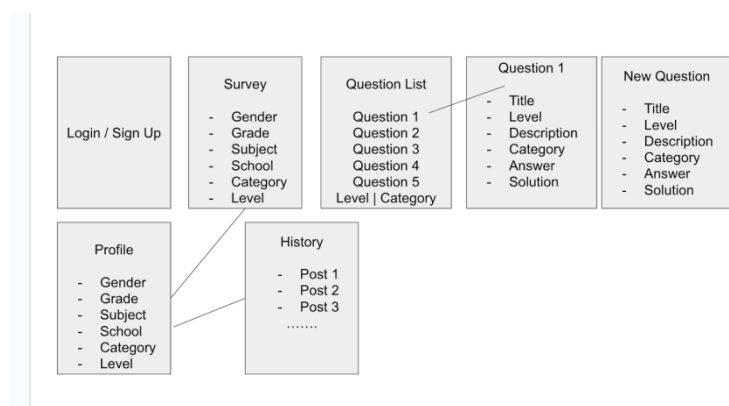 Login / Sign Up
Survey
- Gender
- Grade
- Subject
- School
- Category
- Level
Question List
Question 1
Question 2
Question 3
Question 4
Question 5
Level | Category
Question 1
- Title
- Level
- Description
- Category
- Answer
- Solution
New Question
- Title
- Level
- Description
- Category
- Answer
- Solution
Profile
- Gender
- Grade
- Subject
- School
- Category
- Level
History
- Post 1
- Post 2
- Post 3
.......